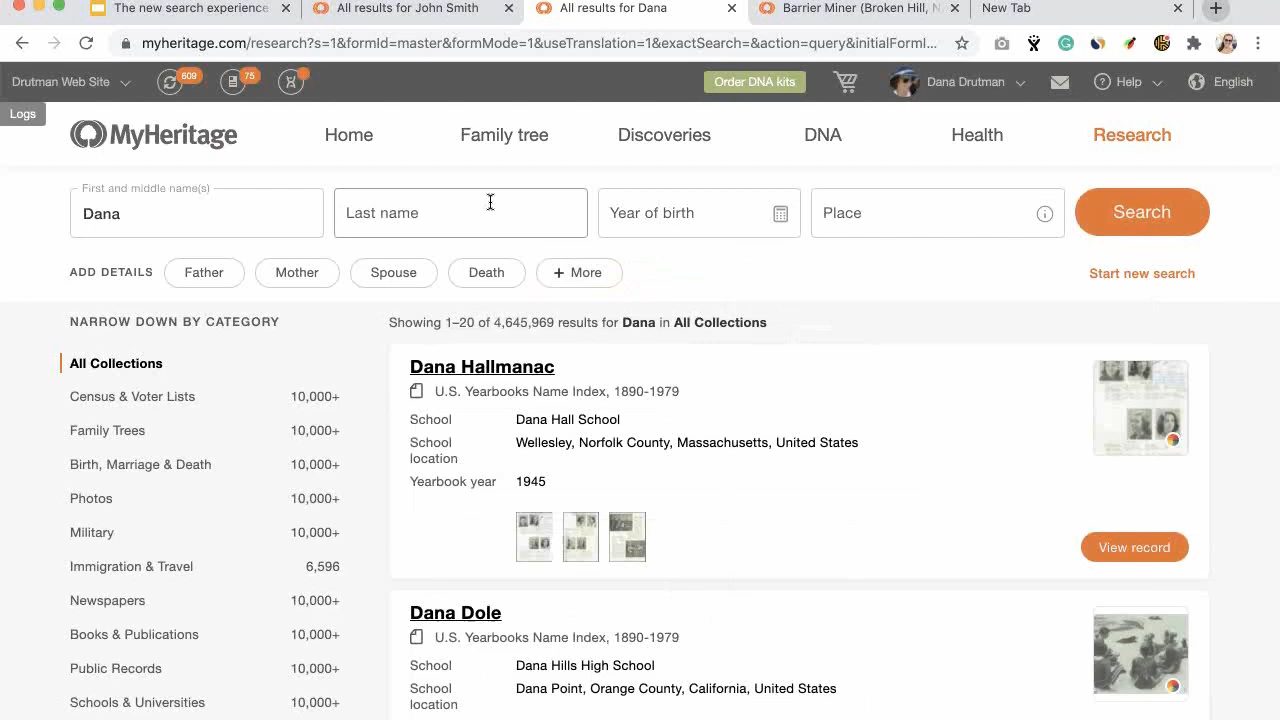 The new search experience
All results for John Smith
All results for Dana
Barrier Miner (Broken Hill, N
New Tab
myheritage.com/research?s=1&formId=master&formMode=1&useTranslation=1&exactSearch=&action=query&initialFormI...
Drutman Web Site
609
75
Order DNA kits
Dana Drutman
Help
English
Logs
MyHeritage
Home
Family tree
Discoveries
DNA
Health
Research
First and middle name(s)
Dana
Last name
Year of birth
Place
Search
ADD DETAILS
Father
Mother
Spouse
Death
+ More
Start new search
NARROW DOWN BY CATEGORY
All Collections
Census & Voter Lists 10,000+
Family Trees 10,000+
Birth, Marriage & Death 10,000+
Photos 10,000+
Military 10,000+
Immigration & Travel 6,596
Newspapers 10,000+
Books & Publications 10,000+
Public Records 10,000+
Schools & Universities 10,000+
Showing 1–20 of 4,645,969 results for Dana in All Collections
Dana Hallmanac
U.S. Yearbooks Name Index, 1890-1979
School Dana Hall School
School location Wellesley, Norfolk County, Massachusetts, United States
Yearbook year 1945
View record
Dana Dole
U.S. Yearbooks Name Index, 1890-1979
School Dana Hills High School
School location Dana Point, Orange County, California, United States